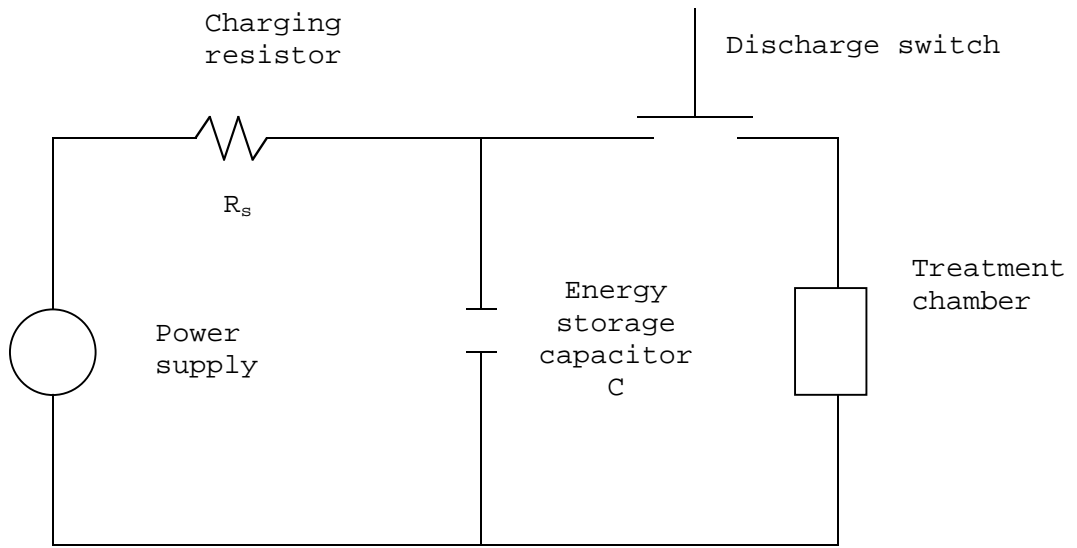 Charging
resistor
Discharge switch
Rs
Power
supply
Energy
storage
capacitor
C
Treatment
chamber